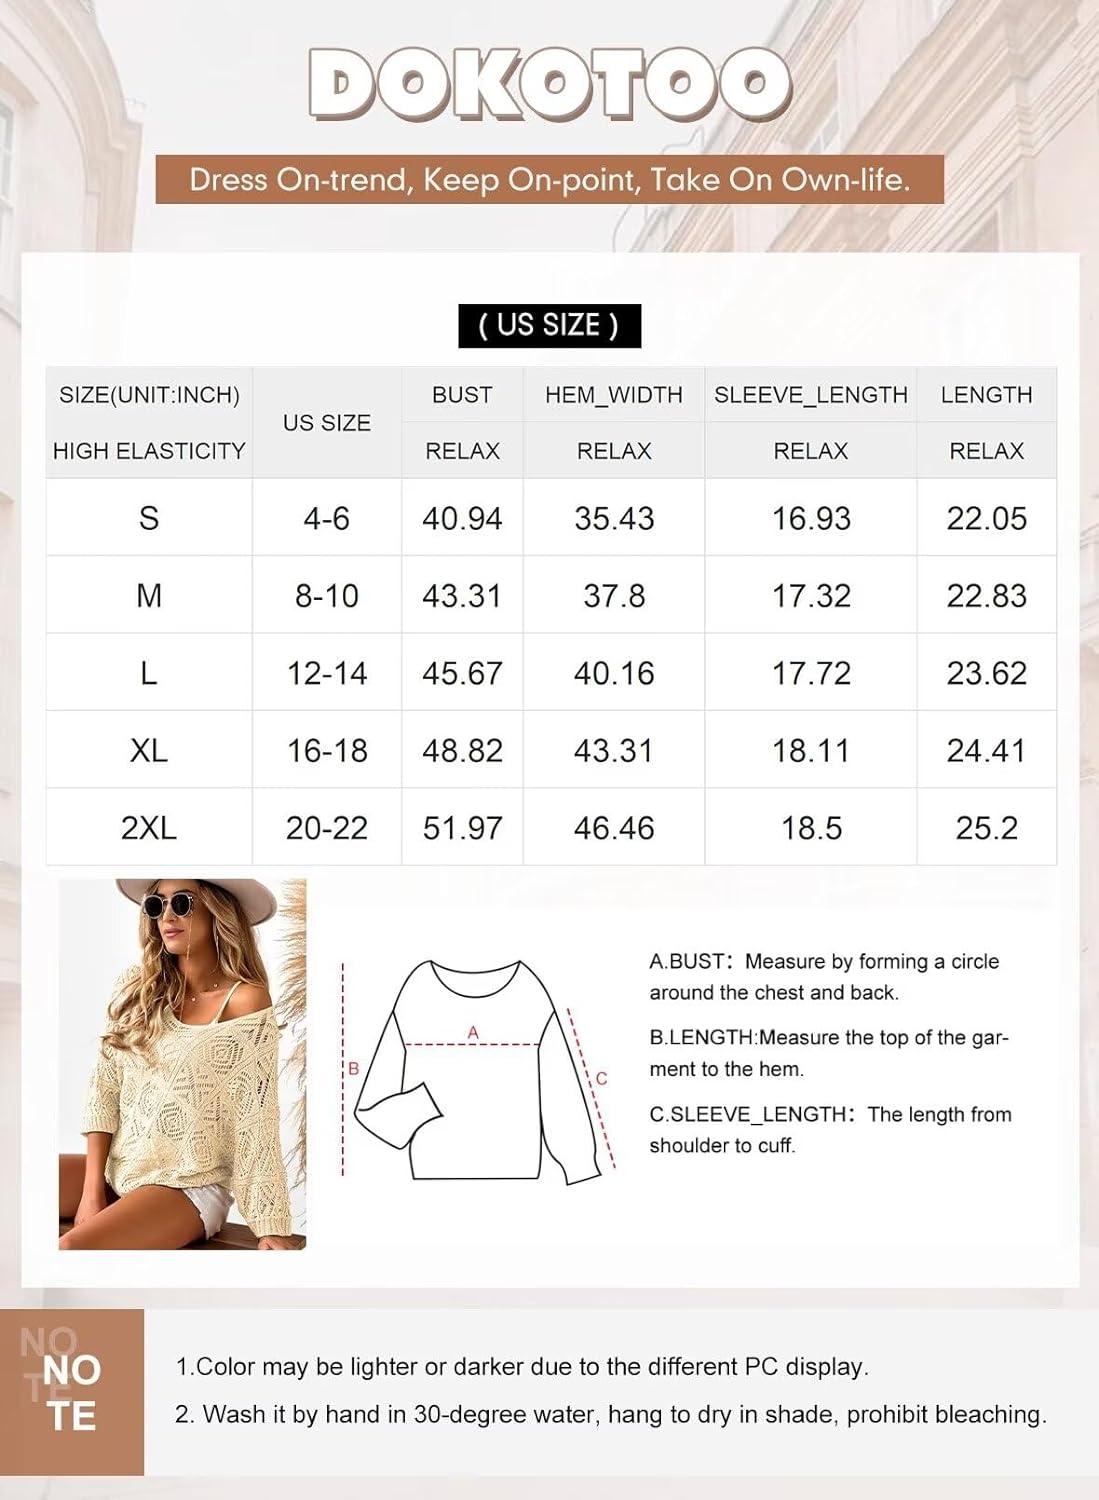 DOKOTOO
Dress On-trend, Keep On-point, Take On Own-life.
( US SIZE )
SIZE(UNIT:INCH) US SIZE BUST HEM_WIDTH SLEEVE_LENGTH LENGTH
HIGH ELASTICITY RELAX RELAX RELAX RELAX
S 4-6 40.94 35.43 16.93 22.05
M 8-10 43.31 37.8 17.32 22.83
L 12-14 45.67 40.16 17.72 23.62
XL 16-18 48.82 43.31 18.11 24.41
2XL 20-22 51.97 46.46 18.5 25.2
A
B
C
A.BUST：Measure by forming a circle
around the chest and back.
B.LENGTH:Measure the top of the gar-
ment to the hem.
C.SLEEVE_LENGTH：The length from
shoulder to cuff.
NO
TE
NO
TE
1.Color may be lighter or darker due to the different PC display.
2. Wash it by hand in 30-degree water, hang to dry in shade, prohibit bleaching.